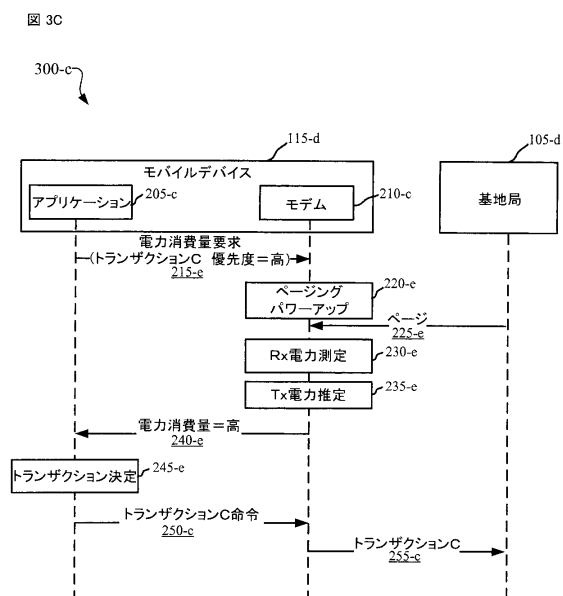 図 3C
300-c
115-d
105-d
モバイルデバイス
アプリケーション
205-c
モデム
210-c
基地局
電力消費量要求
(トランザクションC 優先度=高)
215-e
ページング
パワーアップ
220-e
ページ
225-e
Rx電力測定
230-e
Tx電力推定
235-e
電力消費量=高
240-e
トランザクション決定
245-e
トランザクションC命令
250-c
トランザクションC
255-c